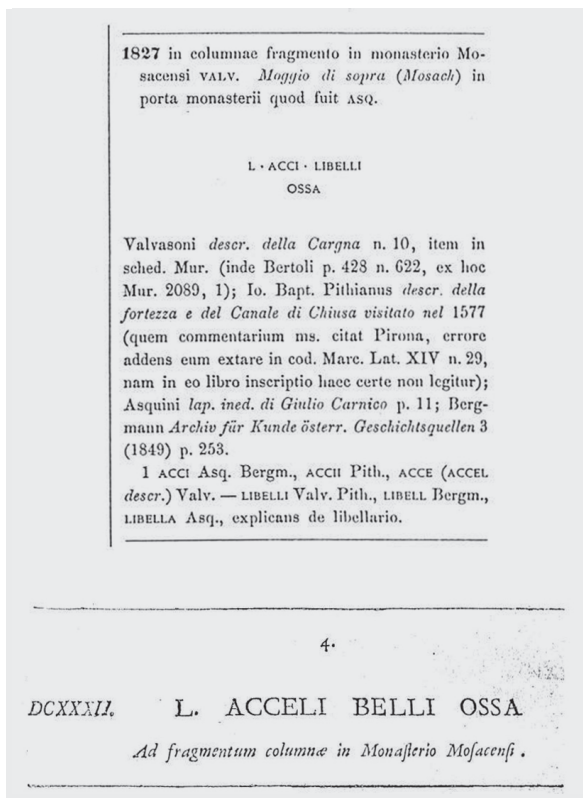 1827 in columnae fragmento in monasterio Mo-
sacensi VALV. Moggio di sopra (Mosach) in
porta monasterii quod fuit ASQ.
L · ACCI · LIBELLI
OSSA
Valvasoni descr. della Cargna n. 10, item in
sched. Mur. (inde Bertoli p. 428 n. 622, ex hoc
Mur. 2089, 1); Io. Bapt. Pithianus descr. della
fortezza e del Canale di Chiusa visitato nel 1577
(quem commentarium ms. citat Pirona, errore
addens eum extare in cod. Marc. Lat. XIV n. 29,
nam in eo libro inscriptio haec certe non legitur);
Asquini lap. ined. di Giulio Carnico p. 11; Berg-
mann Archiv für Kunde österr. Geschichtsquellen 3
(1849) p. 253.
1 ACCI Asq. Bergm., ACCII Pith., ACCE (ACCEL
descr.) Valv. — LIBELLI Valv. Pith., LIBELL Bergm.,
LIBELLA Asq., explicans de libellario.
4.
DCXXXII. L. ACCELI BELLI OSSA
Ad fragmentum columnæ in Monaſterio Moſacenſi .